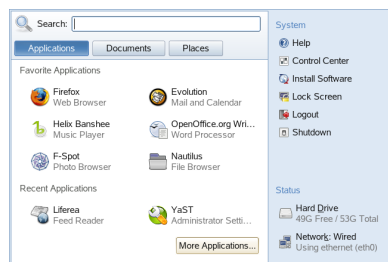 Search:
Applications
Documents
Places
Favorite Applications
Firefox
Web Browser
Evolution
Mail and Calendar
Helix Banshee
Music Player
OpenOffice.org Wri...
Word Processor
F-Spot
Photo Browser
Nautilus
File Browser
Recent Applications
Liferea
Feed Reader
YaST
Administrator Setti...
More Applications...
System
Help
Control Center
Install Software
Lock Screen
Logout
Shutdown
Status
Hard Drive
49G Free / 53G Total
Network: Wired
Using ethernet (eth0)